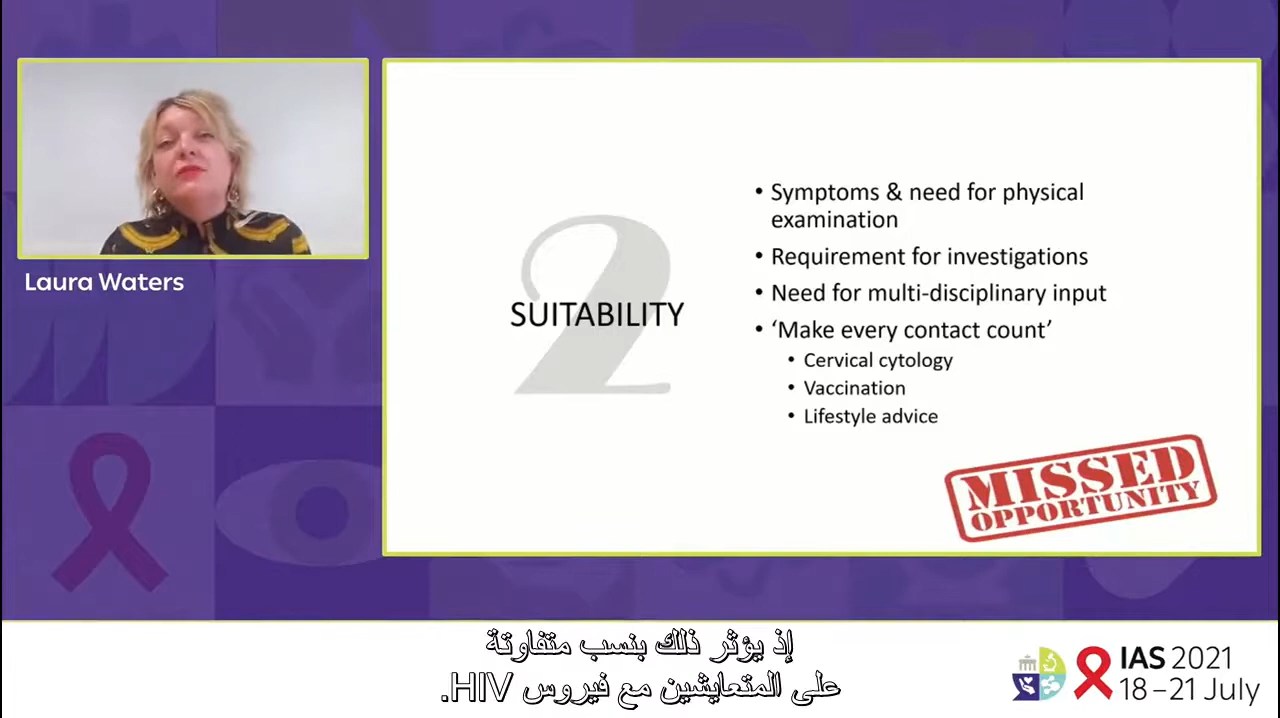 Laura Waters
2
SUITABILITY
• Symptoms & need for physical
examination
• Requirement for investigations
• Need for multi-disciplinary input
• ‘Make every contact count’
• Cervical cytology
• Vaccination
• Lifestyle advice
MISSED
OPPORTUNITY
إذ يؤثر ذلك بنسب متفاوتة
على المتعايشين مع فيروس HIV.
IAS 2021
18–21 July